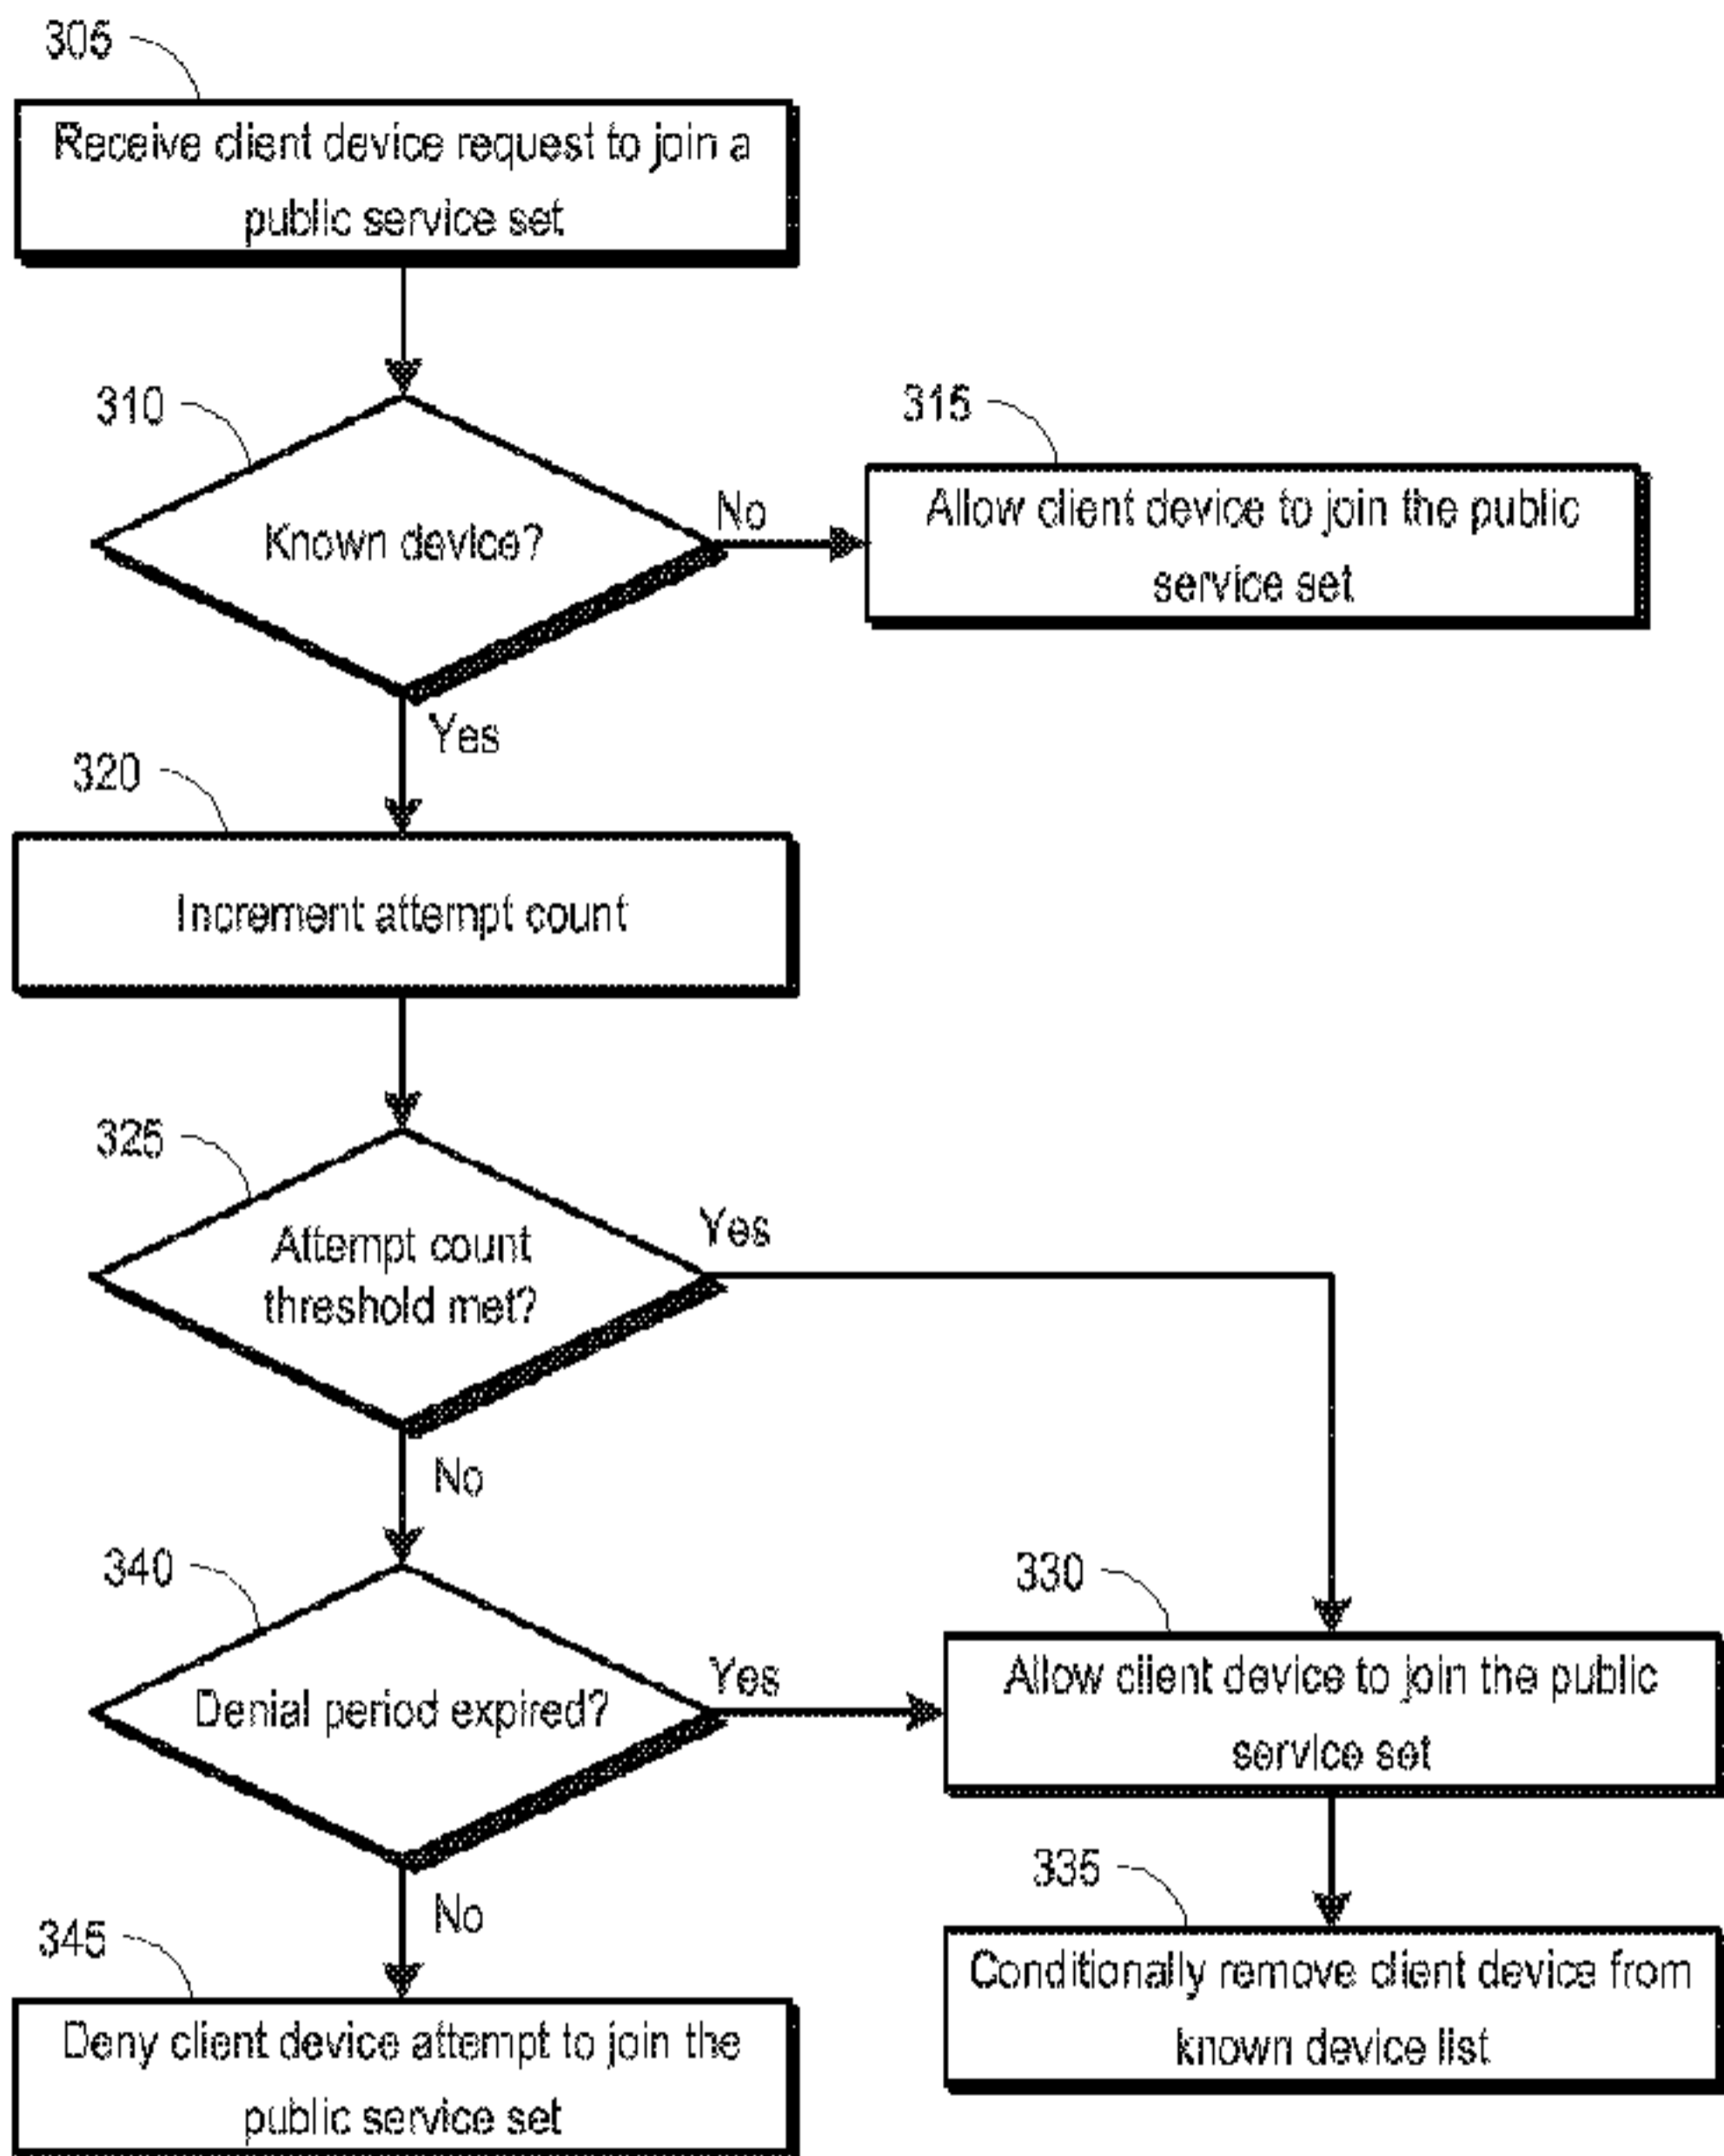 305
Receive client device request to join a
public service set
310
Known device?
No
315
Allow client device to join the public
service set
Yes
320
Increment attempt count
325
Attempt count
threshold met?
Yes
No
340
Denial period expired?
Yes
330
Allow client device to join the public
service set
335
Conditionally remove client device from
known device list
No
345
Deny client device attempt to join the
public service set